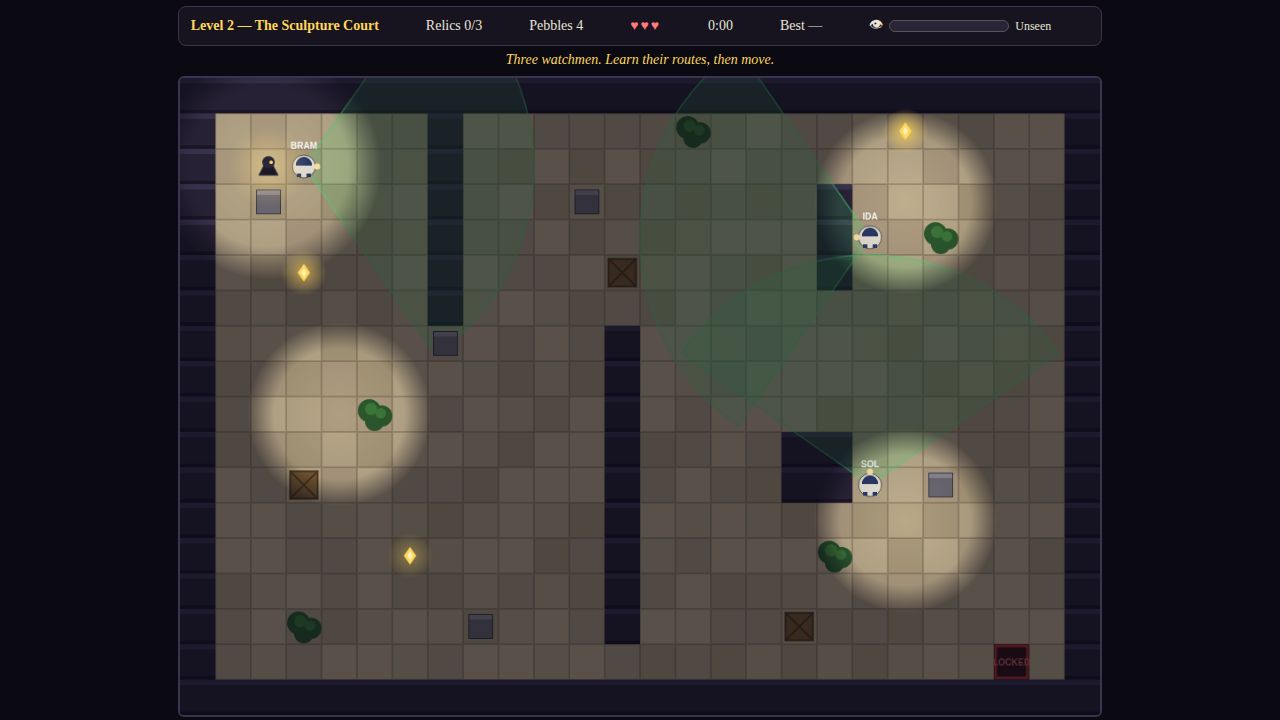 Level 2 — The Sculpture Court Relics 0/3 Pebbles 4 ♥♥♥ 0:00 Best — Unseen
Three watchmen. Learn their routes, then move.
BRAM
IDA
SOL
LOCKED